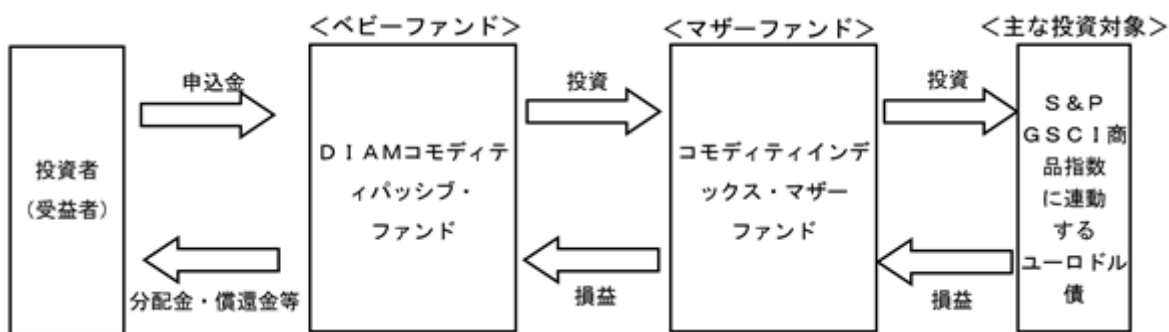 ＜ベビーファンド＞
＜マザーファンド＞
＜主な投資対象＞
申込金
投資
投資
投資者
（受益者）
ＤＩＡＭコモディテ
ィパッシブ・
ファンド
コモディティインデ
ックス・マザー
ファンド
Ｓ＆Ｐ
ＧＳＣＩ商
品指数
に連動
する
ユーロドル
債
分配金・償還金等
損益
損益